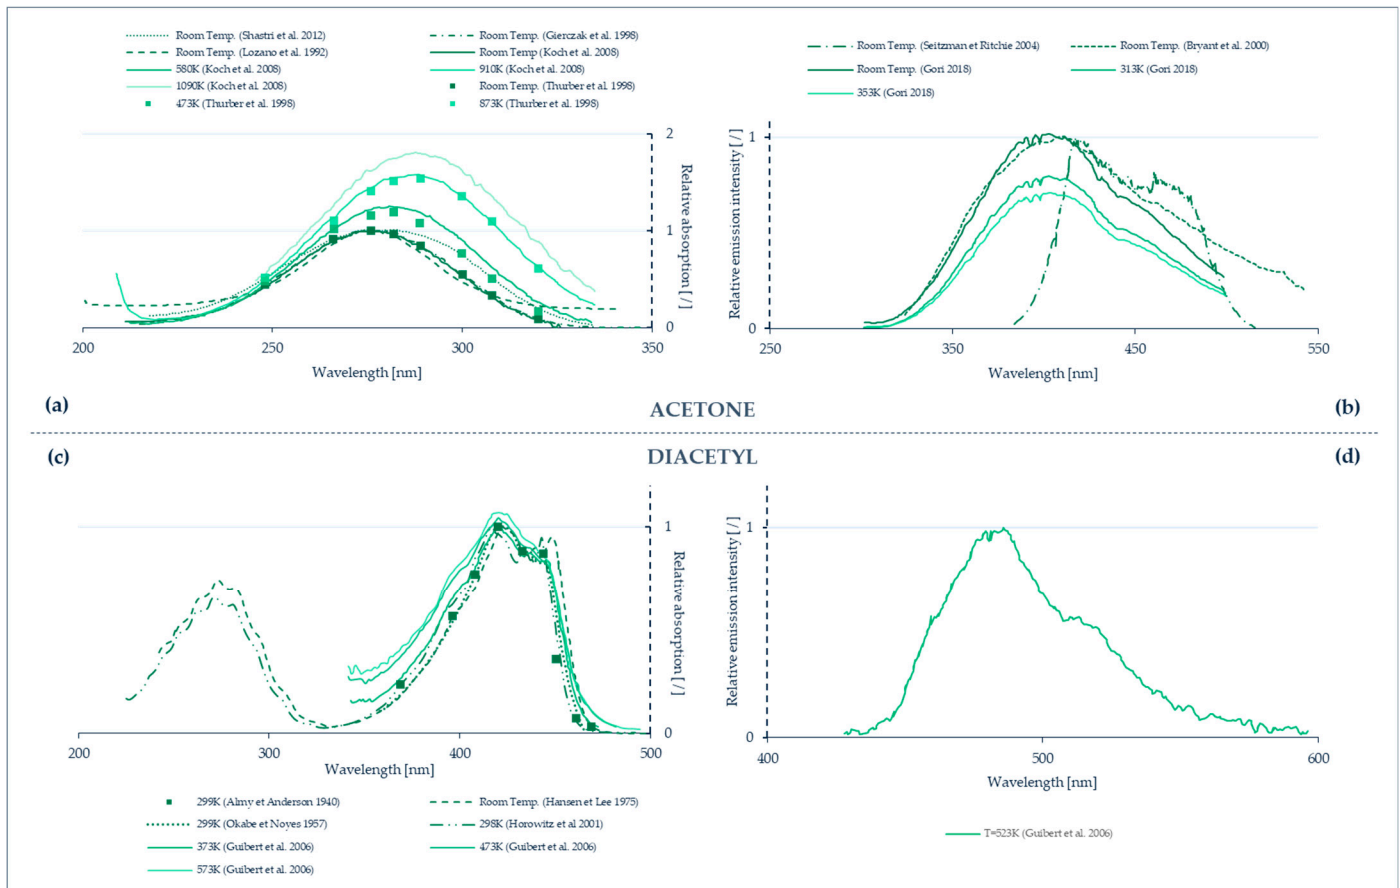 Room Temp. (Shastri et al. 2012)
Room Temp. (Gierczak et al. 1998)
Room Temp. (Lozano et al. 1992)
Room Temp (Koch et al. 2008)
580K (Koch et al. 2008)
910K (Koch et al. 2008)
1090K (Koch et al. 2008)
Room Temp. (Thurber et al. 1998)
473K (Thurber et al. 1998)
873K (Thurber et al. 1998)
2
1
0
Relative absorption [/]
200 250 300 350
Wavelength [nm]
(a)
Room Temp. (Seitzman et Ritchie 2004)
Room Temp. (Bryant et al. 2000)
Room Temp. (Gori 2018)
313K (Gori 2018)
353K (Gori 2018)
Relative emission intensity [/]
1
0
250 350 450 550
Wavelength [nm]
(b)
ACETONE
DIACETYL
(c)
1
0
Relative absorption [/]
200 300 400 500
Wavelength [nm]
299K (Almy et Anderson 1940)
Room Temp. (Hansen et Lee 1975)
299K (Okabe et Noyes 1957)
298K (Horowitz et al 2001)
373K (Guibert et al. 2006)
473K (Guibert et al. 2006)
573K (Guibert et al. 2006)
(d)
Relative emission intensity [/]
1
0
400 500 600
Wavelength [nm]
T=523K (Guibert et al. 2006)